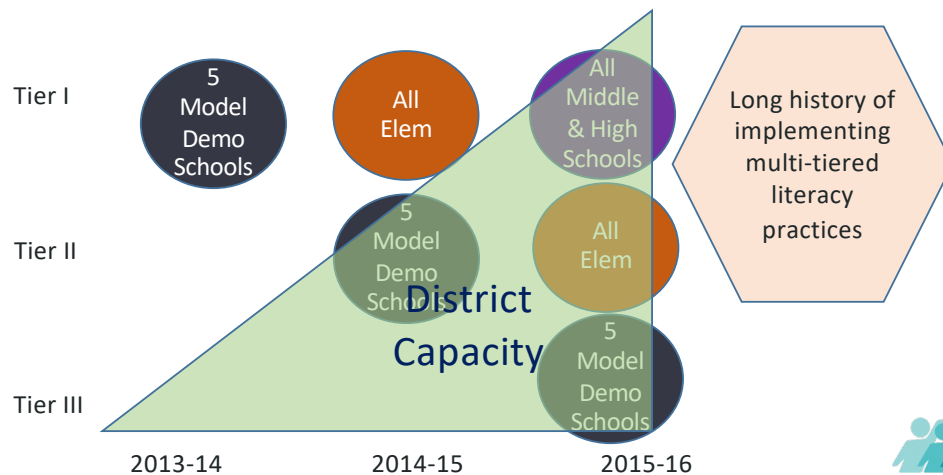 Tier I
5
Model
Demo
Schools
All
Elem
All
Middle
& High
Schools
Long history of
implementing
multi-tiered
literacy
practices
Tier II
5
Model
Demo
Schools
All
Elem
District
Capacity
Tier III
5
Model
Demo
Schools
2013-14
2014-15
2015-16